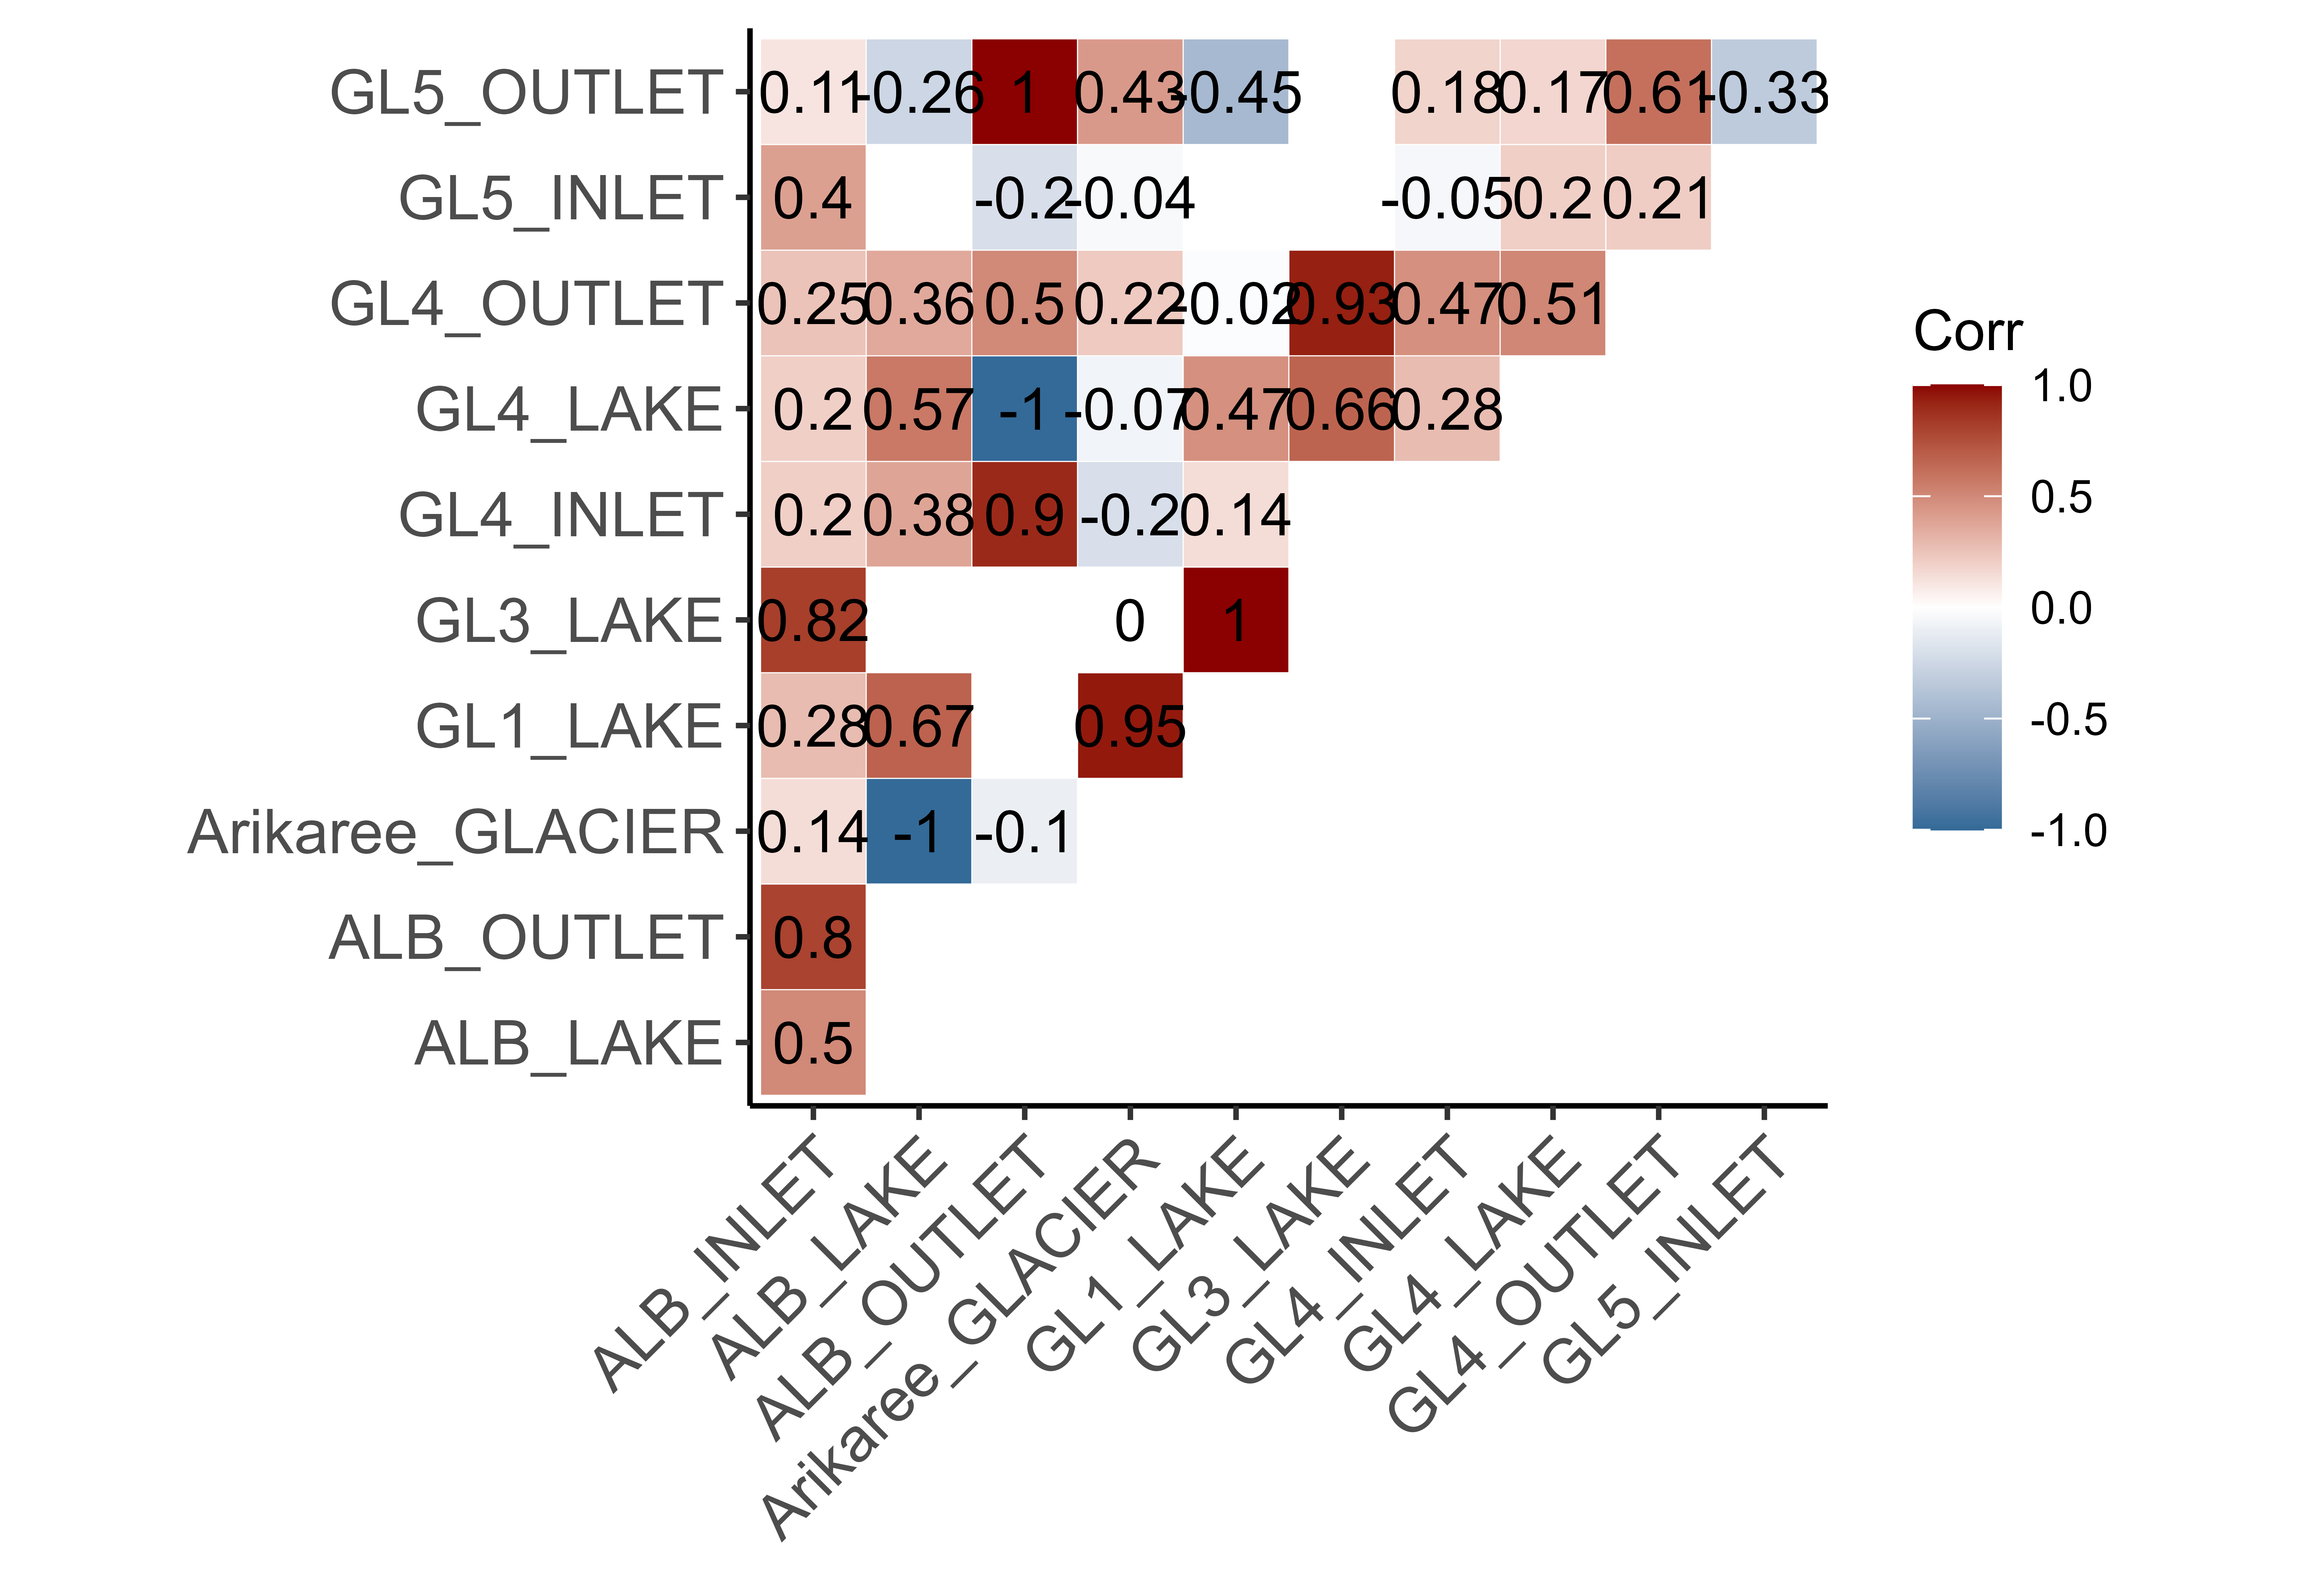 GL5_OUTLET 0.11 -0.26 1 0.43 -0.45 0.18 0.17 0.61 -0.33
GL5_INLET 0.4 -0.2 -0.04 -0.05 0.2 0.21
GL4_OUTLET 0.25 0.36 0.5 0.22 -0.02 0.93 0.47 0.51
GL4_LAKE 0.2 0.57 -1 -0.07 0.47 0.66 0.28
GL4_INLET 0.2 0.38 0.9 -0.2 0.14
GL3_LAKE 0.82 0 1
GL1_LAKE 0.28 0.67 0.95
Arikaree_GLACIER 0.14 -1 -0.1
ALB_OUTLET 0.8
ALB_LAKE 0.5
ALB_INLET
ALB_LAKE
ALB_OUTLET
Arikaree_GLACIER
GL1_LAKE
GL3_LAKE
GL4_INLET
GL4_LAKE
GL4_OUTLET
GL5_INLET
Corr
1.0
0.5
0.0
-0.5
-1.0